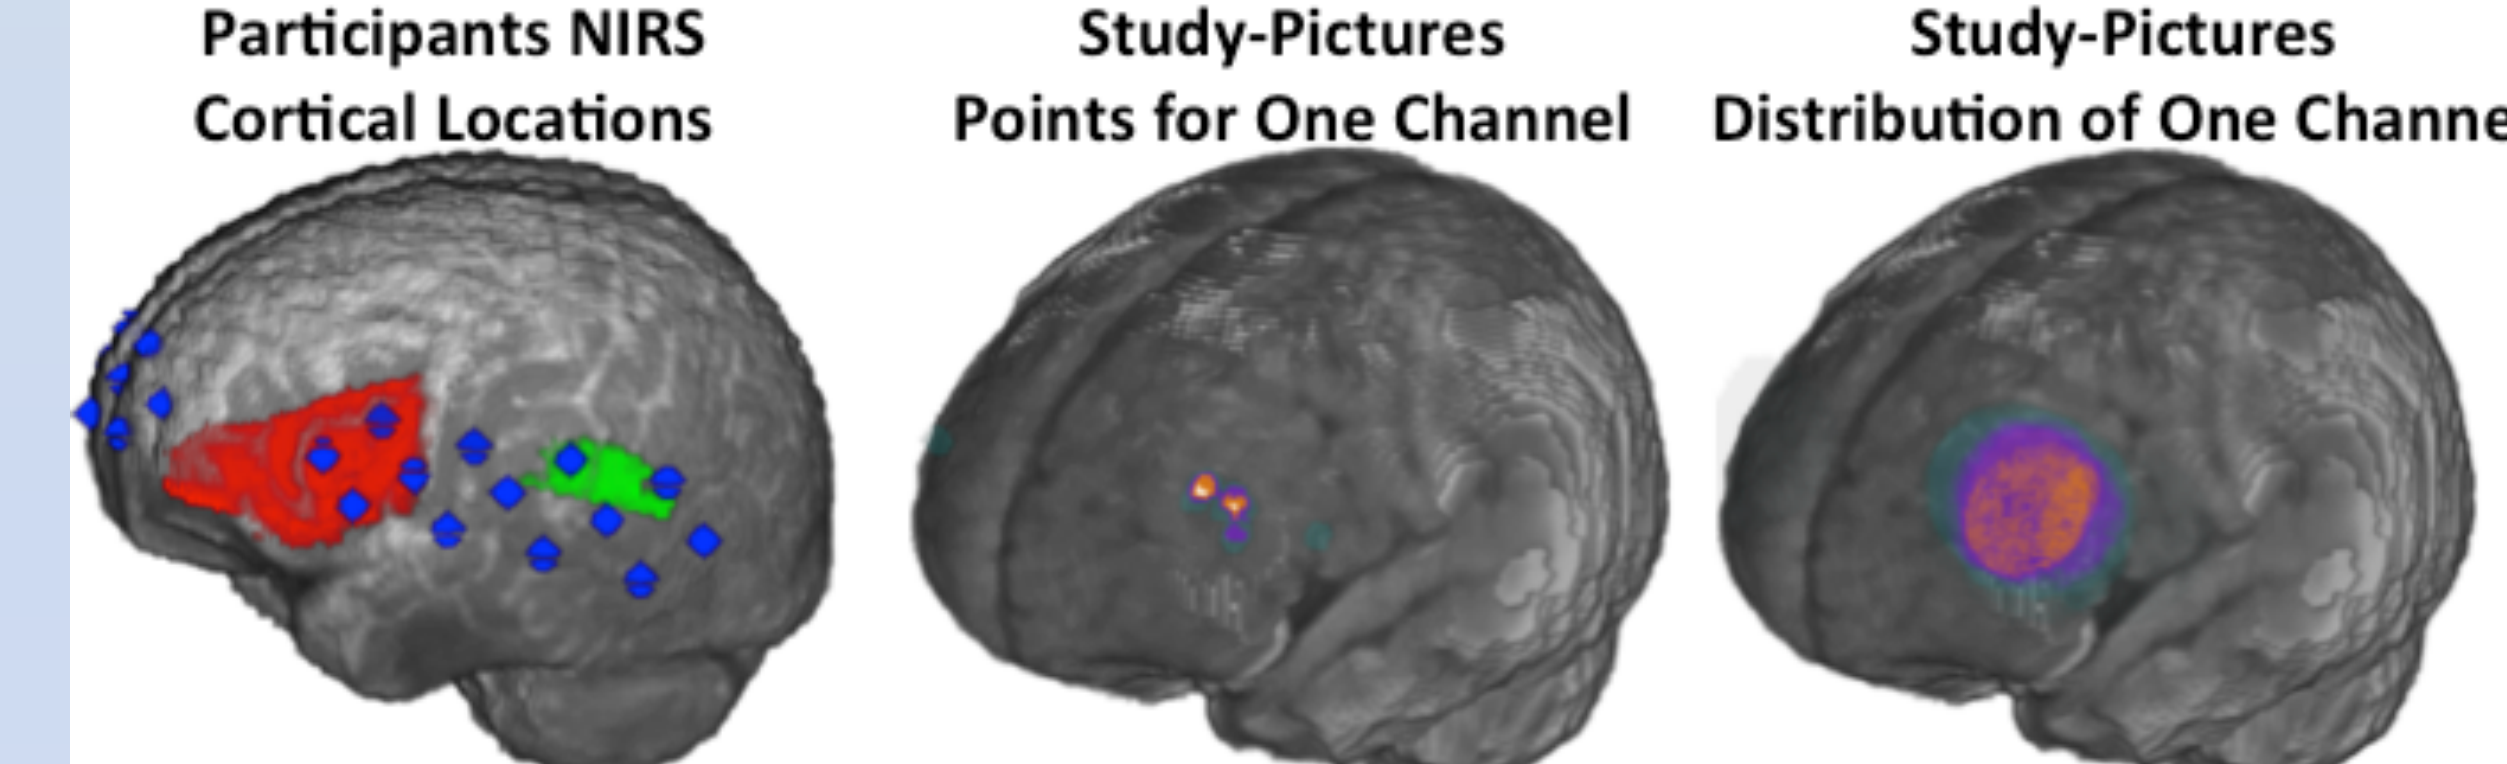 Participants NIRS
Cortical Locations
Study-Pictures
Points for One Channel
Study-Pictures
Distribution of One Channe